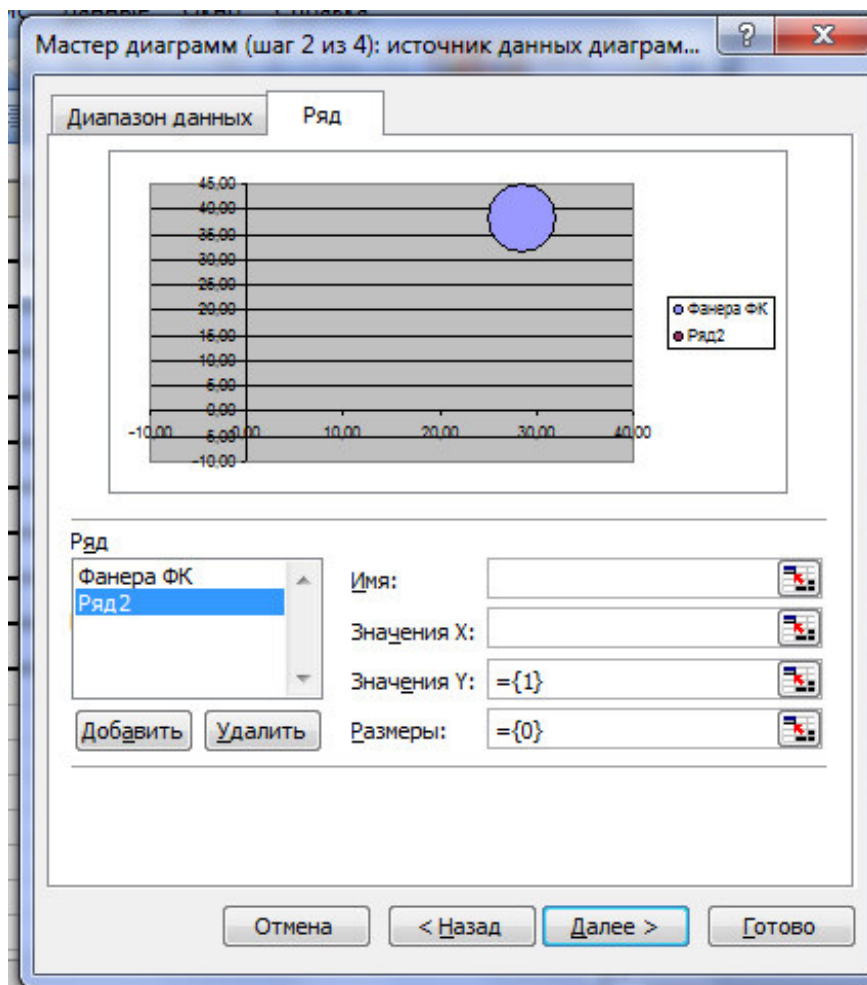 Мастер диаграмм (шаг 2 из 4): источник данных диаграм...
Диапазон данных
Ряд
45,00
40,00
35,00
30,00
25,00
20,00
15,00
10,00
5,00
0,00
-10,00
0,00
10,00
20,00
30,00
40,00
-5,00
-10,00
Фанера ФК
Ряд2
Ряд
Фанера ФК
Ряд2
Имя:
Значения X:
Значения Y: ={1}
Размеры: ={0}
Добавить
Удалить
Отмена
< Назад
Далее >
Готово